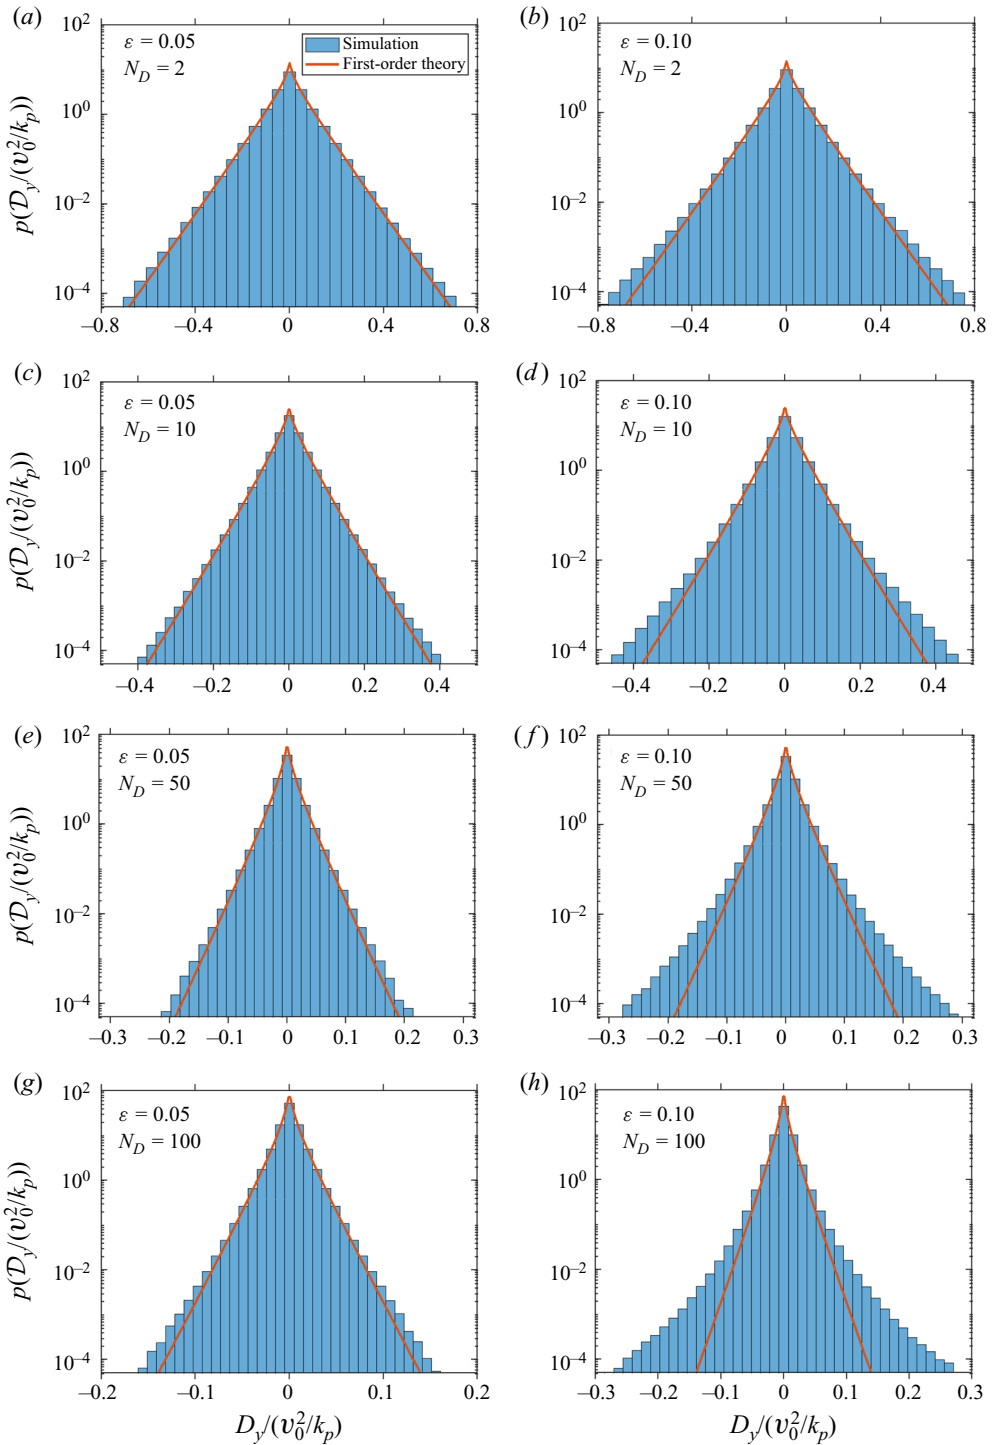 (a)
ε = 0.05
N_D = 2
Simulation
First-order theory
p(D_y/(v_0^2/k_p))
10^2
10^0
10^−2
10^−4
−0.8 −0.4 0 0.4 0.8
(b)
ε = 0.10
N_D = 2
10^2
10^0
10^−2
10^−4
−0.8 −0.4 0 0.4 0.8
(c)
ε = 0.05
N_D = 10
p(D_y/(v_0^2/k_p))
10^2
10^0
10^−2
10^−4
−0.4 −0.2 0 0.2 0.4
(d)
ε = 0.10
N_D = 10
10^2
10^0
10^−2
10^−4
−0.4 −0.2 0 0.2 0.4
(e)
ε = 0.05
N_D = 50
p(D_y/(v_0^2/k_p))
10^2
10^0
10^−2
10^−4
−0.3 −0.2 −0.1 0 0.1 0.2 0.3
(f)
ε = 0.10
N_D = 50
10^2
10^0
10^−2
10^−4
−0.3 −0.2 −0.1 0 0.1 0.2 0.3
(g)
ε = 0.05
N_D = 100
p(D_y/(v_0^2/k_p))
10^2
10^0
10^−2
10^−4
−0.2 −0.1 0 0.1 0.2
D_y/(v_0^2/k_p)
(h)
ε = 0.10
N_D = 100
10^2
10^0
10^−2
10^−4
−0.3 −0.2 −0.1 0 0.1 0.2 0.3
D_y/(v_0^2/k_p)